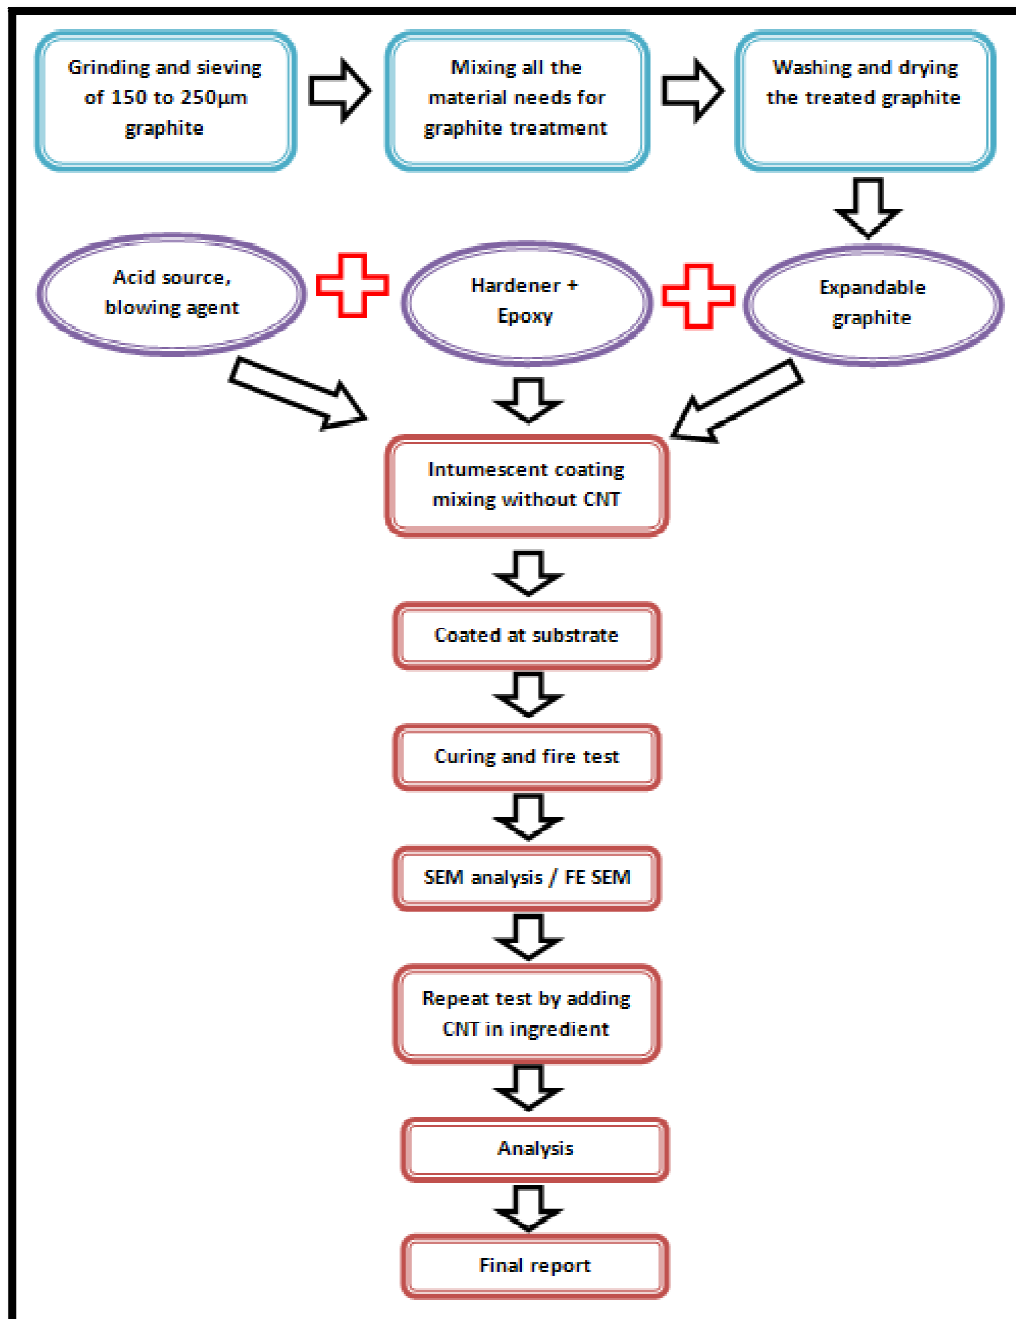 Grinding and sieving
of 150 to 250µm
graphite
Mixing all the
material needs for
graphite treatment
Washing and drying
the treated graphite
Acid source,
blowing agent
Hardener +
Epoxy
Expandable
graphite
Intumescent coating
mixing without CNT
Coated at substrate
Curing and fire test
SEM analysis / FE SEM
Repeat test by adding
CNT in ingredient
Analysis
Final report